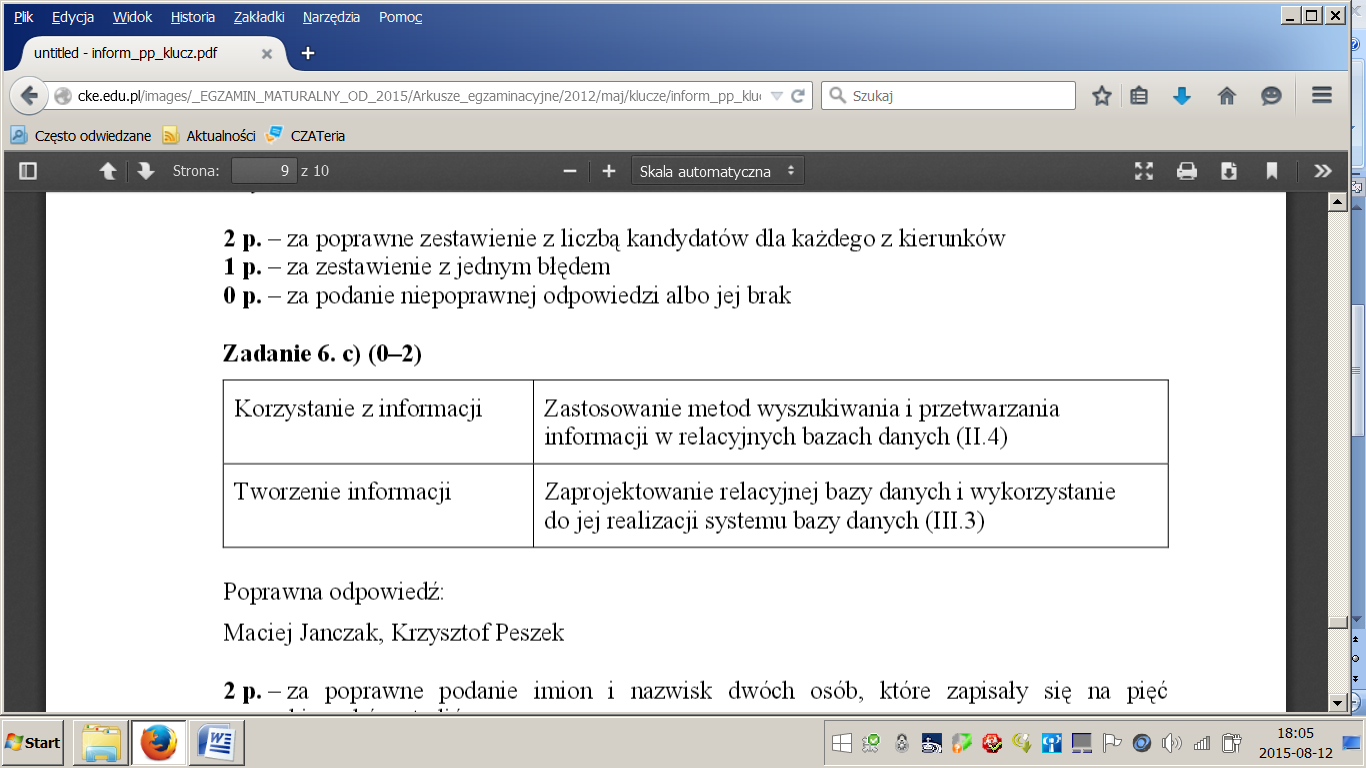 Plik Edycja Widok Historia Zakładki Narzędzia Pomoc
untitled - inform_pp_klucz.pdf
cke.edu.pl/images/_EGZAMIN_MATURALNY_OD_2015/Arkusze_egzaminacyjne/2012/maj/klucze/inform_pp_klu
Szukaj
Często odwiedzane Aktualności CZATeria
Strona: 9 z 10 Skala automatyczna
2 p. – za poprawne zestawienie z liczbą kandydatów dla każdego z kierunków
1 p. – za zestawienie z jednym błędem
0 p. – za podanie niepoprawnej odpowiedzi albo jej brak
Zadanie 6. c) (0–2)
Korzystanie z informacji
Zastosowanie metod wyszukiwania i przetwarzania
informacji w relacyjnych bazach danych (II.4)
Tworzenie informacji
Zaprojektowanie relacyjnej bazy danych i wykorzystanie
do jej realizacji systemu bazy danych (III.3)
Poprawna odpowiedź:
Maciej Janczak, Krzysztof Peszek
2 p. – za poprawne podanie imion i nazwisk dwóch osób, które zapisały się na pięć
Start
18:05
2015-08-12